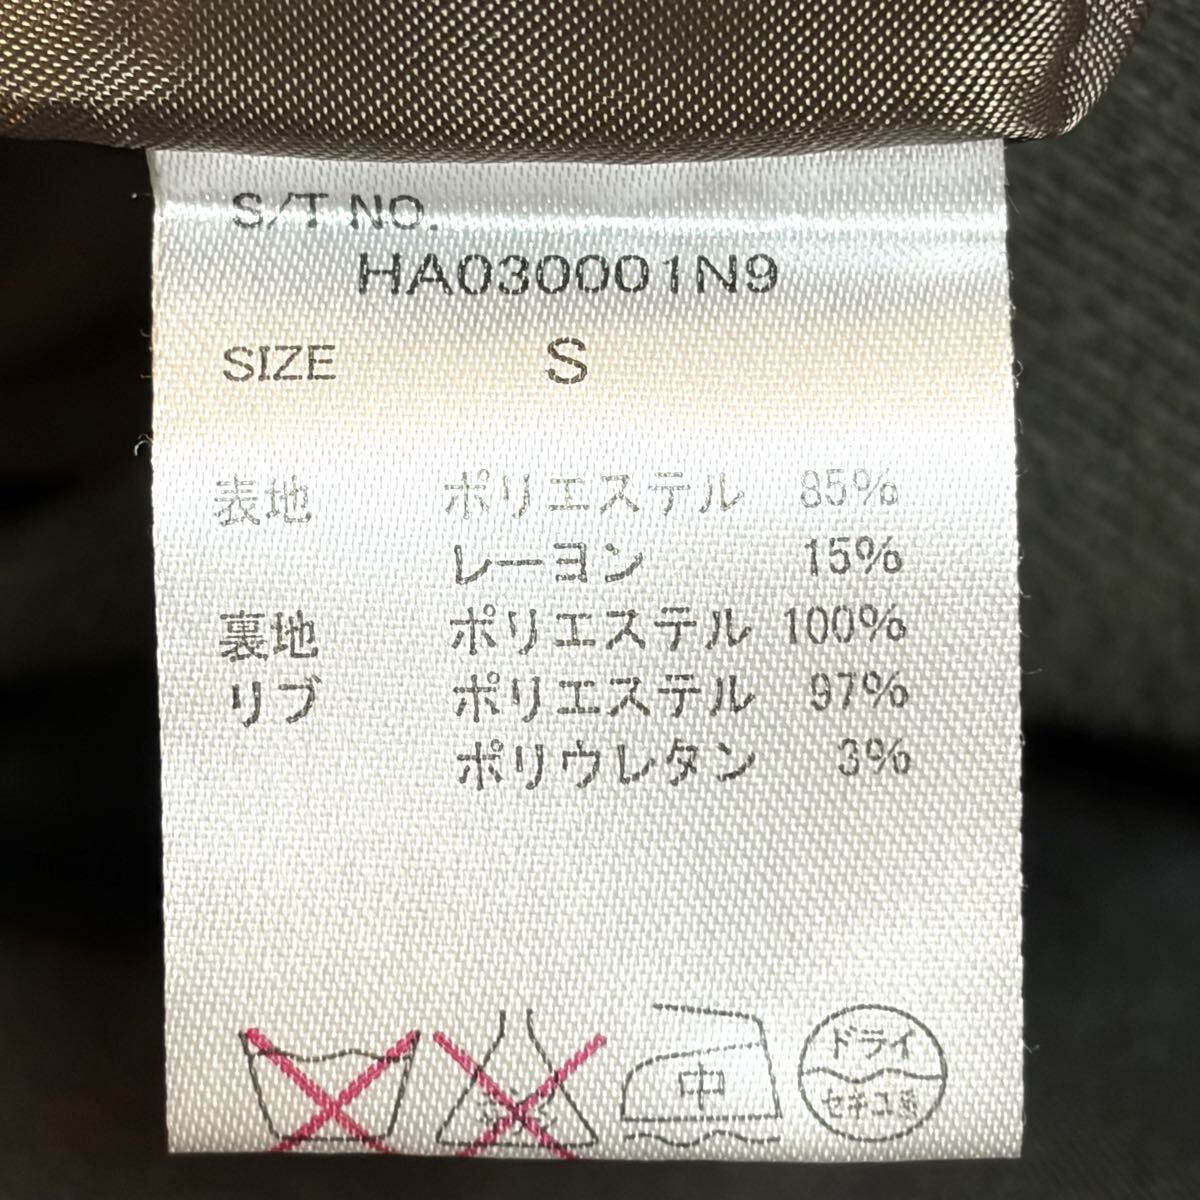 S/T NO.
HA030001N9
SIZE S
表地 ポリエステル 85%
レーヨン 15%
裏地 ポリエステル 100%
リブ ポリエステル 97%
ポリウレタン 3%
中
ドライ
セキユ系